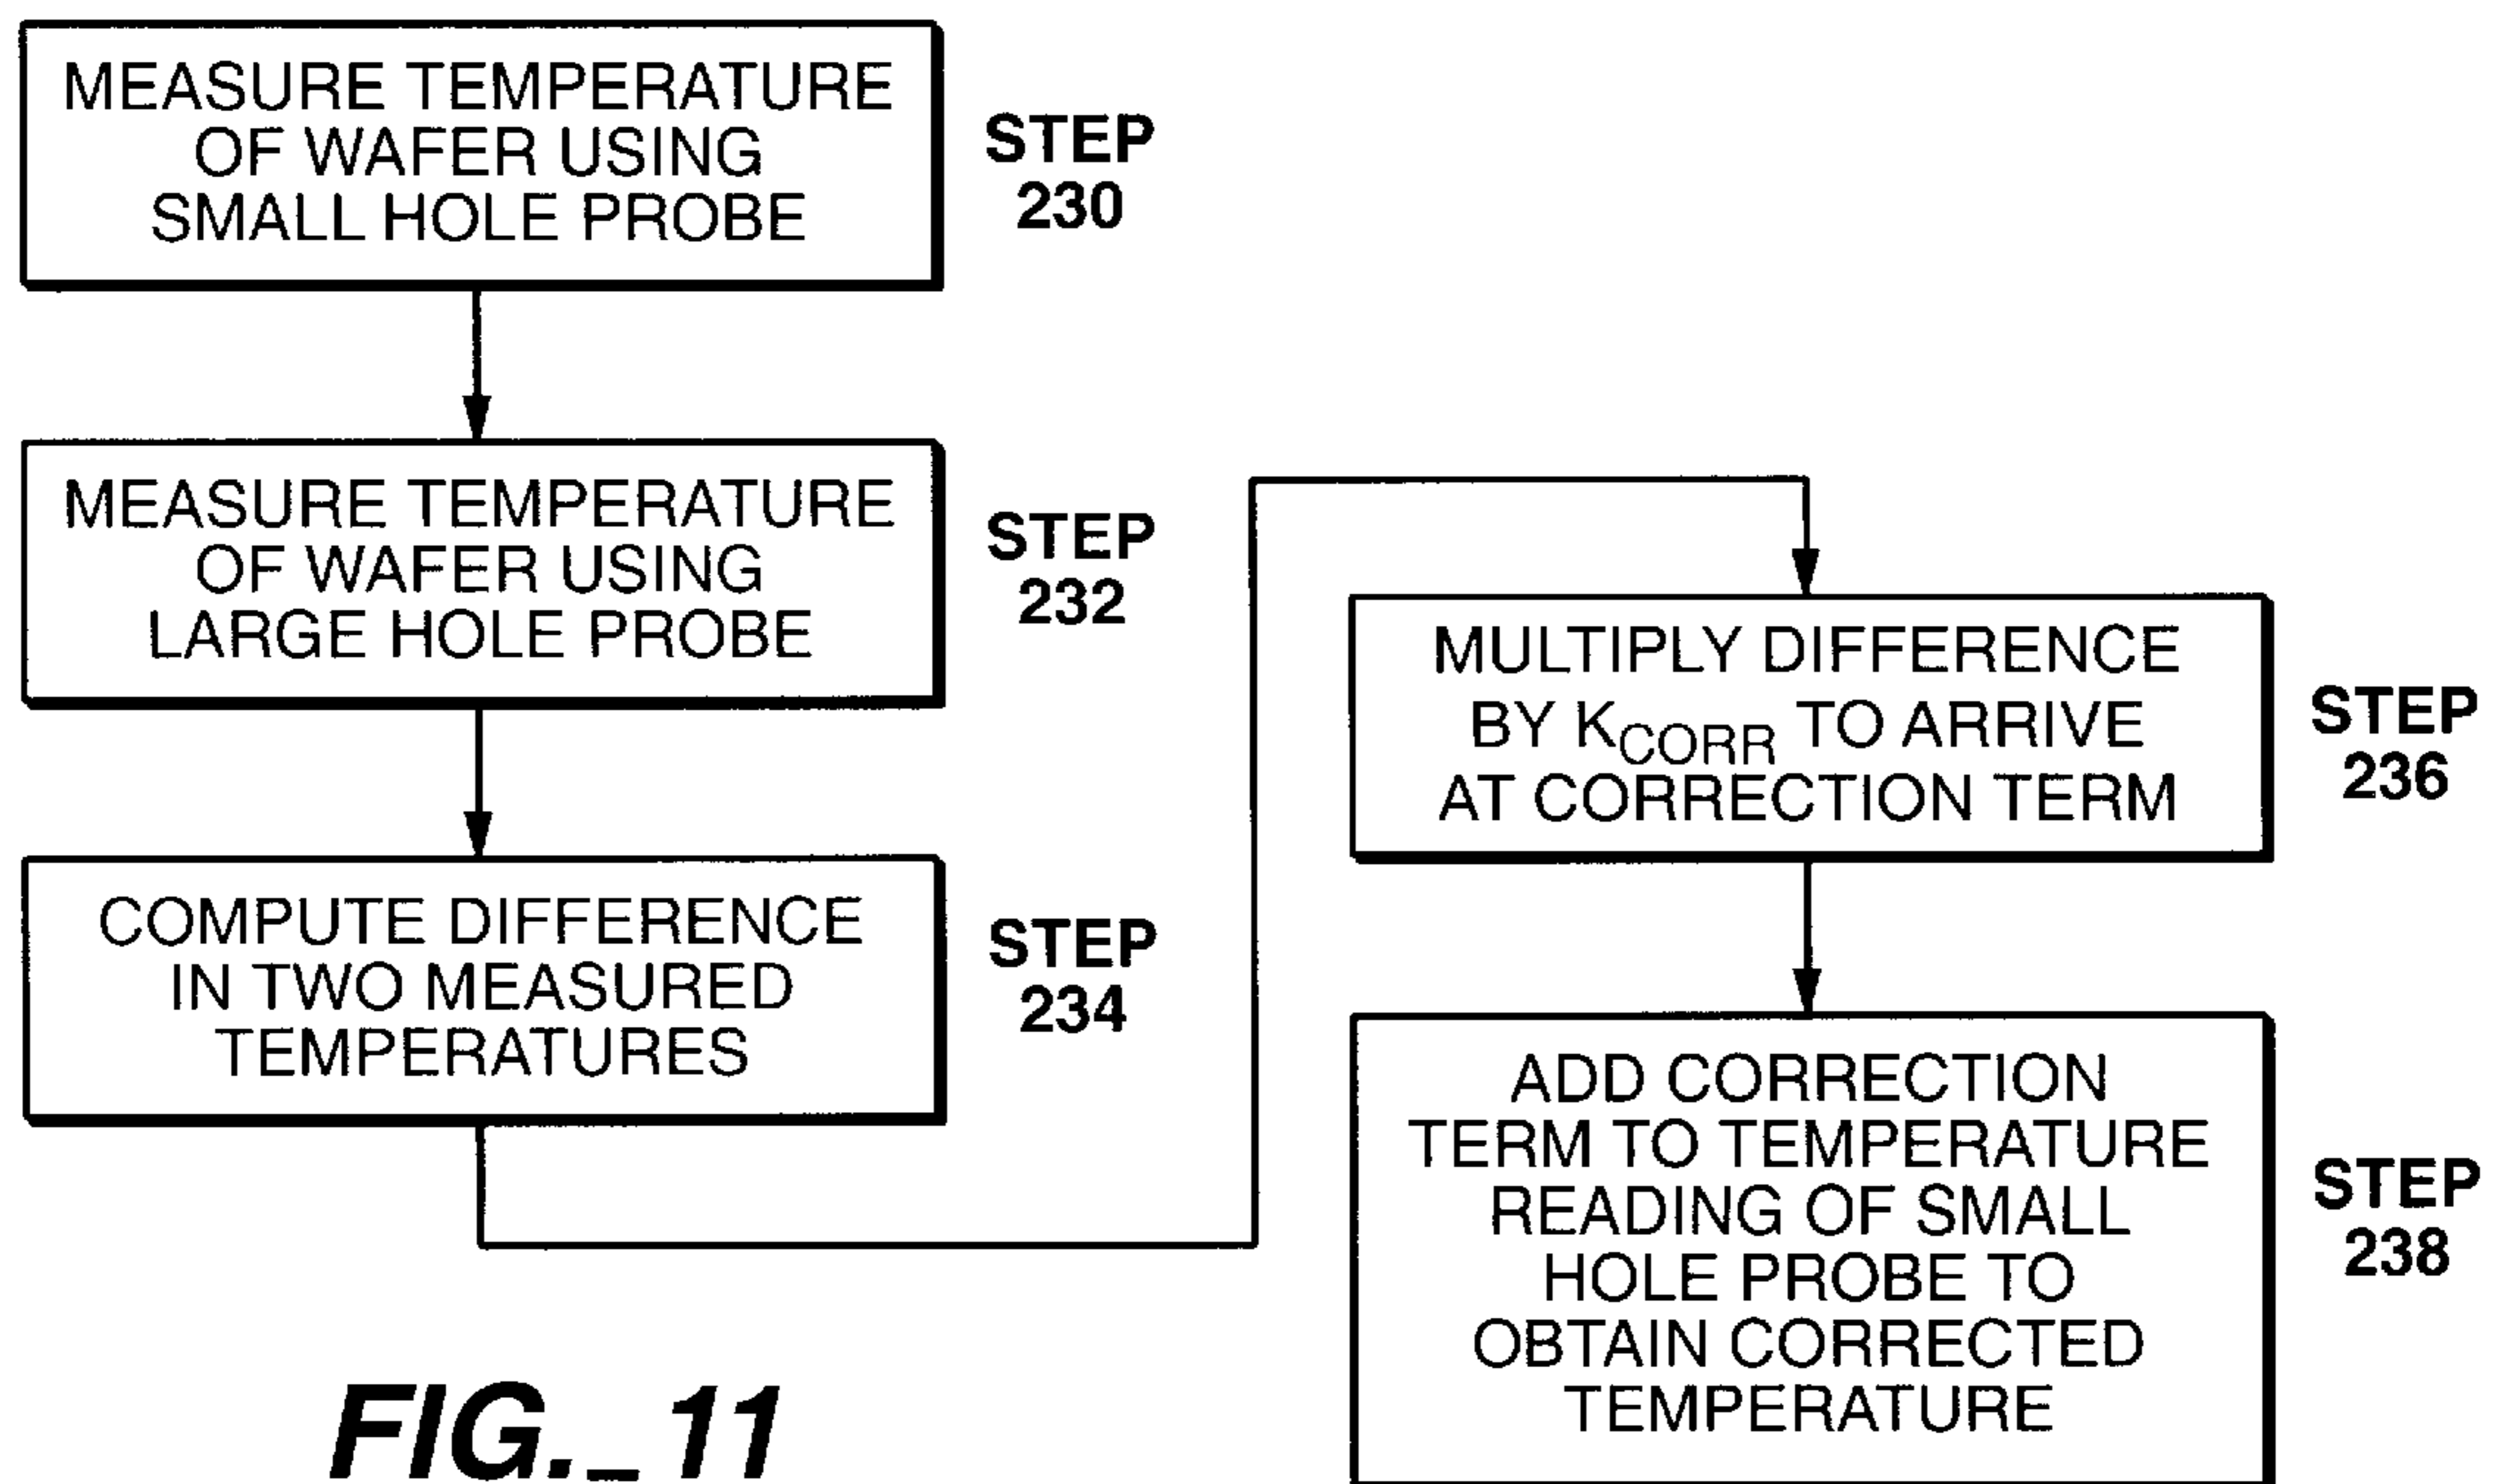 MEASURE TEMPERATURE
OF WAFER USING
SMALL HOLE PROBE
STEP
230
MEASURE TEMPERATURE
OF WAFER USING
LARGE HOLE PROBE
STEP
232
COMPUTE DIFFERENCE
IN TWO MEASURED
TEMPERATURES
STEP
234
MULTIPLY DIFFERENCE
BY KCORR TO ARRIVE
AT CORRECTION TERM
STEP
236
ADD CORRECTION
TERM TO TEMPERATURE
READING OF SMALL
HOLE PROBE TO
OBTAIN CORRECTED
TEMPERATURE
STEP
238
FIG._11